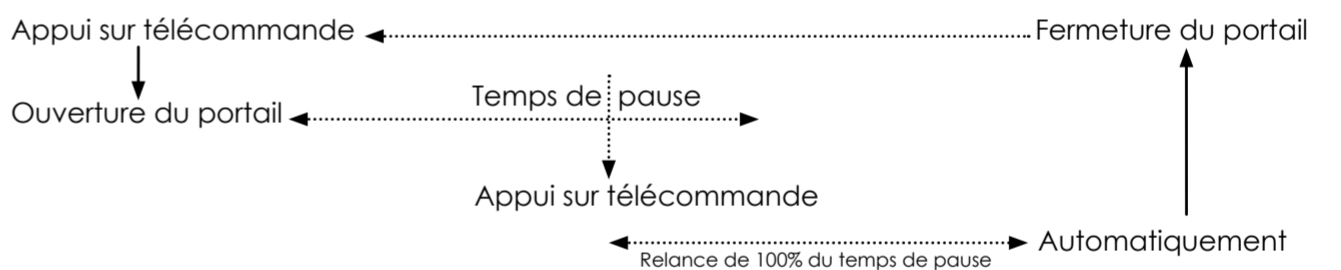 Appui sur télécommande
Fermeture du portail
Ouverture du portail
Temps de pause
Appui sur télécommande
Automatiquement
Relance de 100% du temps de pause